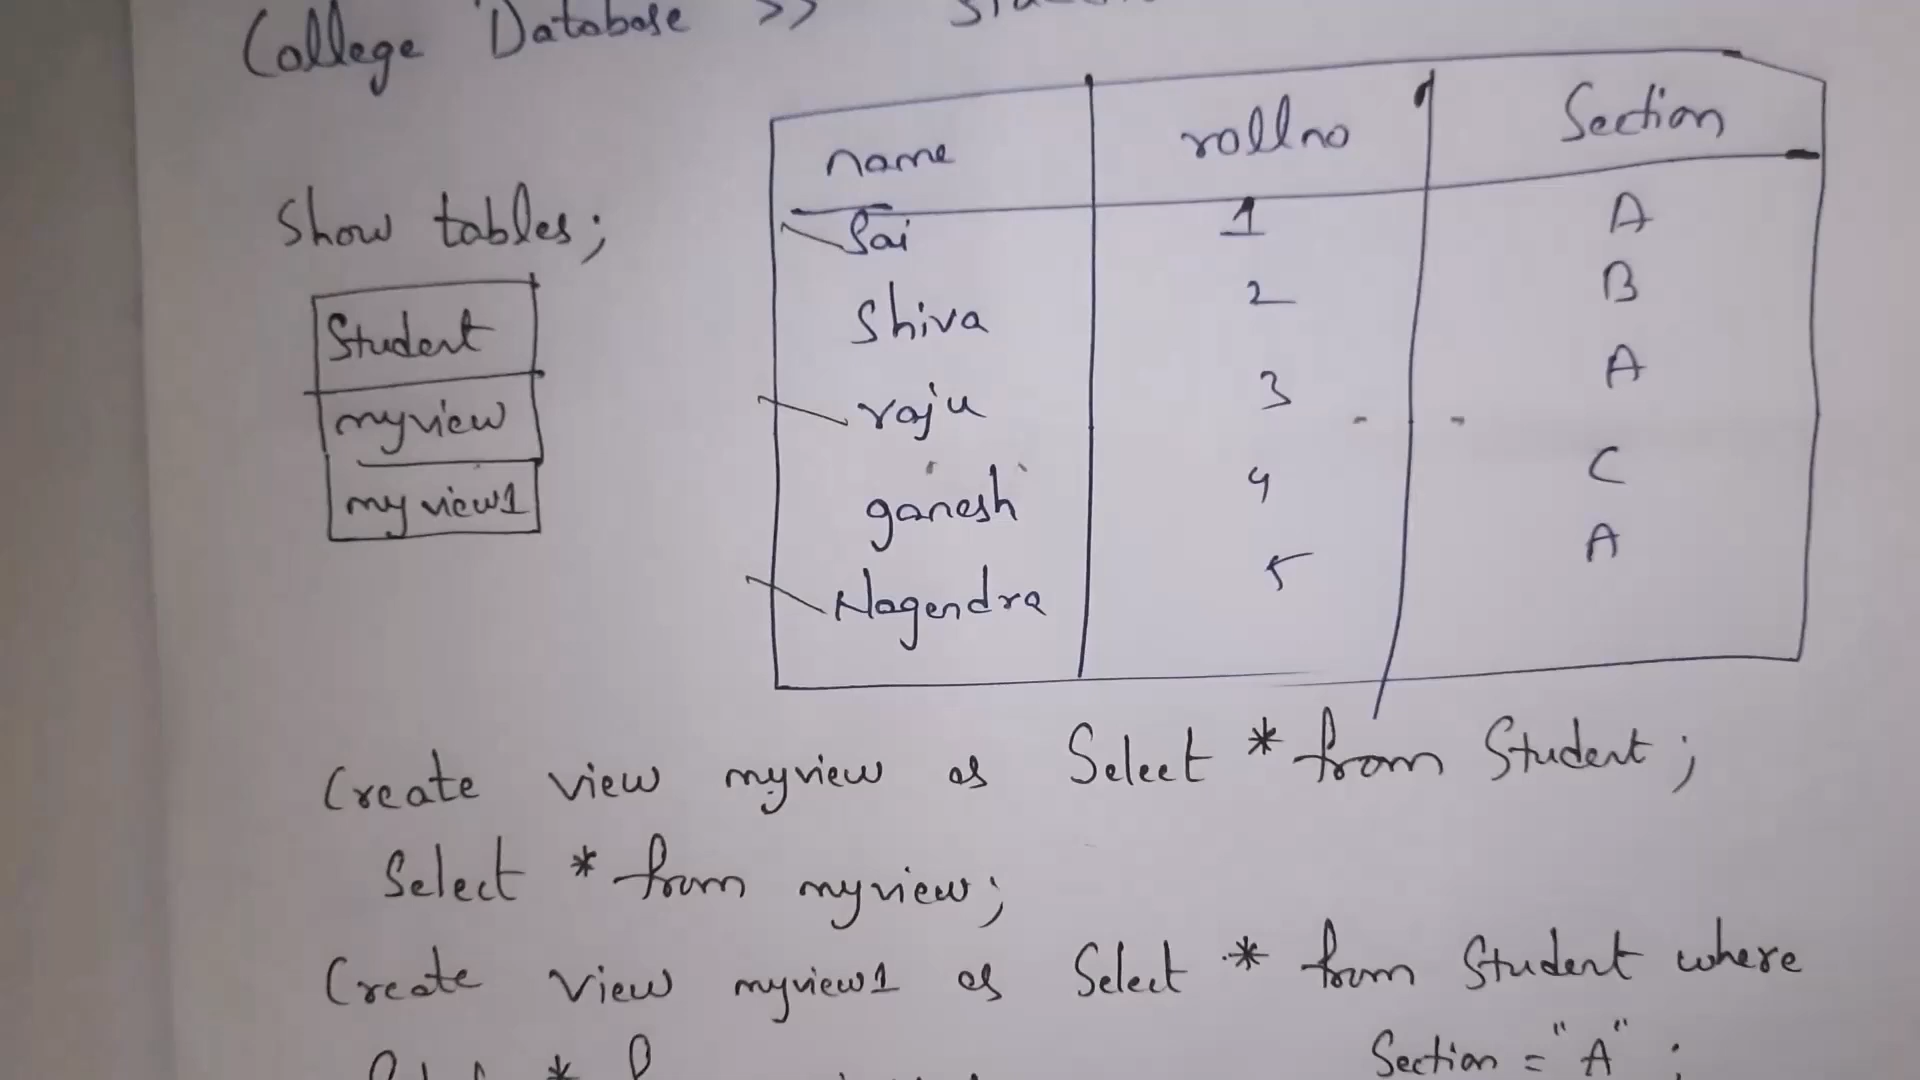 College Database >>
name rollno Section
Show tables;
Sai 1 A
Student
Shiva 2 B
myview
raju 3 A
myview1
ganesh 4 C
Nagendra 5 A
Create view myview as Select * from Student;
Select * from myview;
Create view myview1 as Select * from Student where
Section = "A" ;